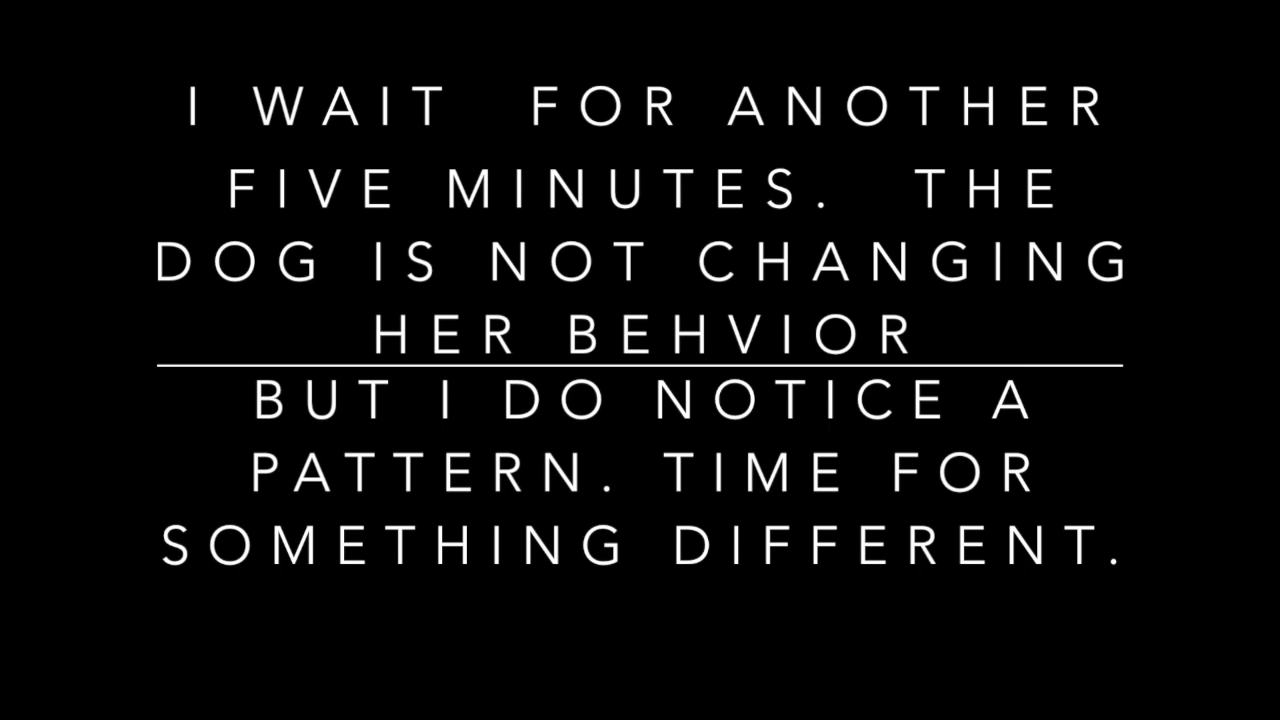 I WAIT FOR ANOTHER
FIVE MINUTES. THE
DOG IS NOT CHANGING
HER BEHVIOR
BUT I DO NOTICE A
PATTERN. TIME FOR
SOMETHING DIFFERENT.